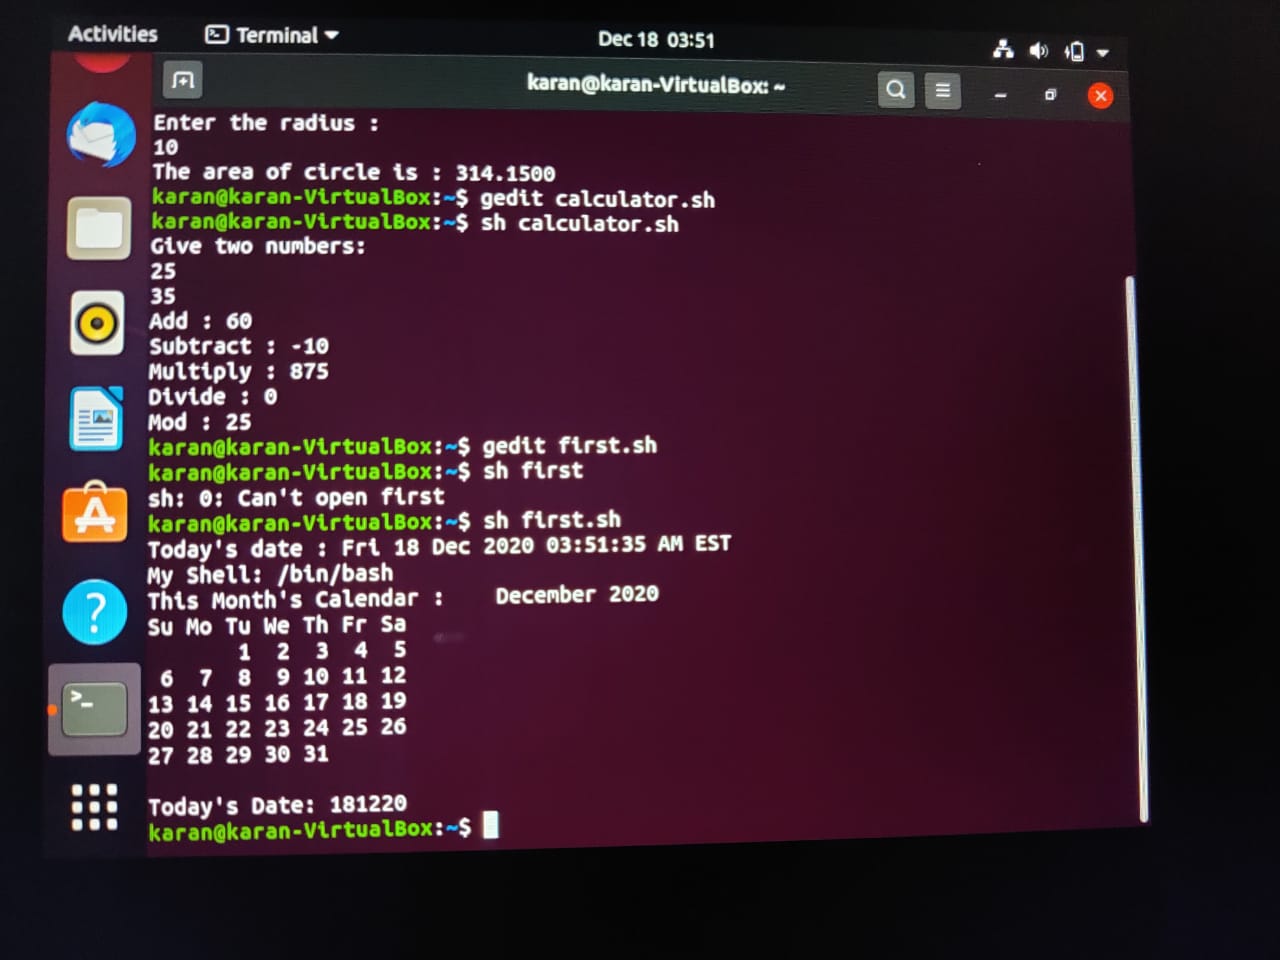 Activities
Terminal
Dec 18 03:51
karan@karan-VirtualBox: ~
Enter the radius :
10
The area of circle is : 314.1500
karan@karan-VirtualBox:~$ gedit calculator.sh
karan@karan-VirtualBox:~$ sh calculator.sh
Give two numbers:
25
35
Add : 60
Subtract : -10
Multiply : 875
Divide : 0
Mod : 25
karan@karan-VirtualBox:~$ gedit first.sh
karan@karan-VirtualBox:~$ sh first
sh: 0: Can't open first
karan@karan-VirtualBox:~$ sh first.sh
Today's date : Fri 18 Dec 2020 03:51:35 AM EST
My Shell: /bin/bash
This Month's Calendar :    December 2020
Su Mo Tu We Th Fr Sa
       1  2  3  4  5
 6  7  8  9 10 11 12
13 14 15 16 17 18 19
20 21 22 23 24 25 26
27 28 29 30 31
Today's Date: 181220
karan@karan-VirtualBox:~$